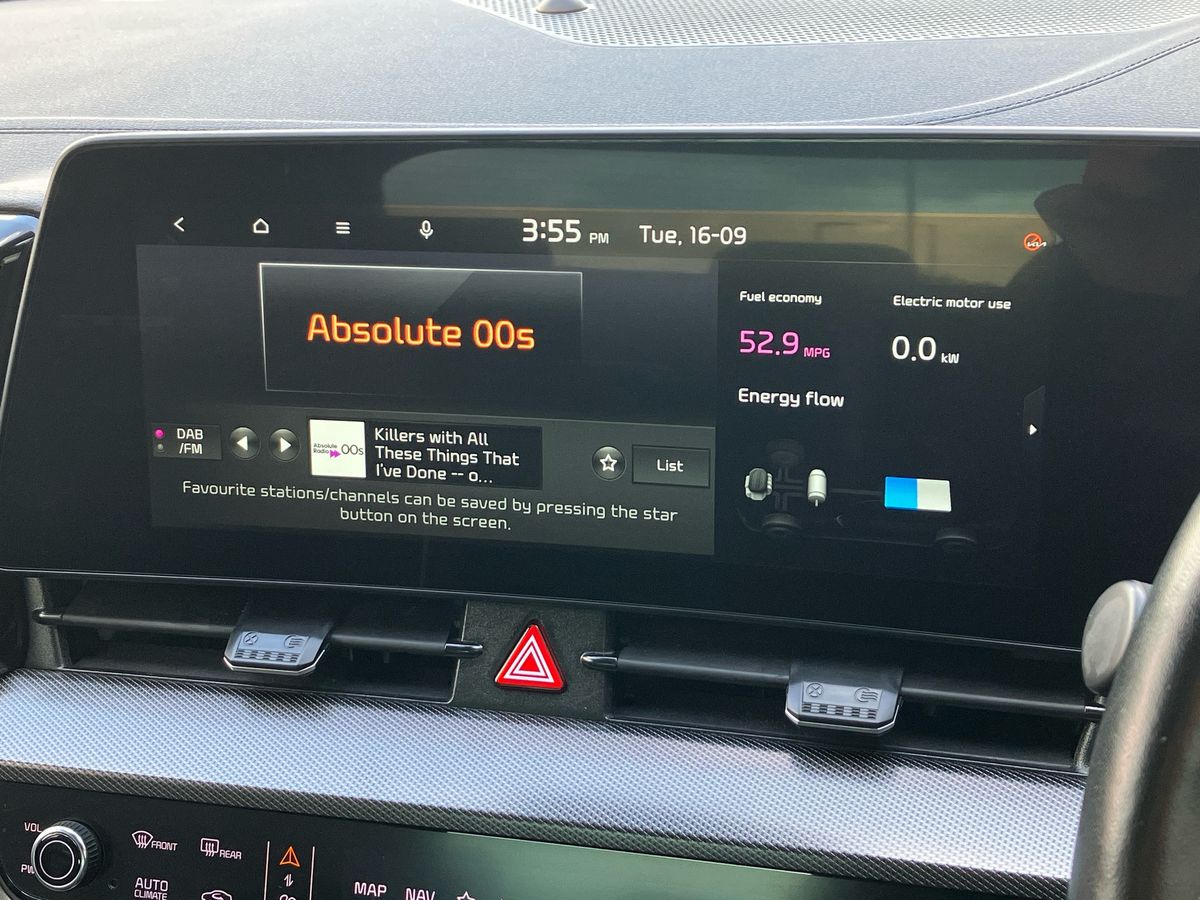 3:55 PM Tue, 16-09
Absolute 00s
Fuel economy
52.9 MPG
Electric motor use
0.0 kW
Energy flow
DAB
/FM
Absolute
Radio 00s
Killers with All
These Things That
I've Done -- o...
List
Favourite stations/channels can be saved by pressing the star
button on the screen.
VOL
FRONT
REAR
AUTO
CLIMATE
MAP
NAV